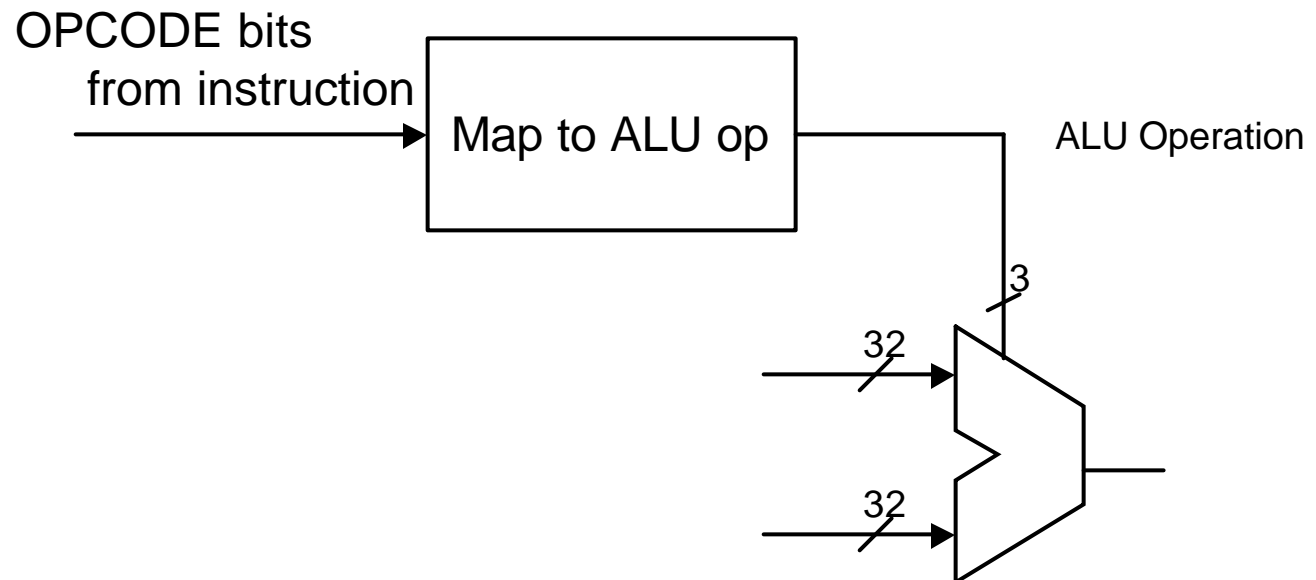 OPCODE bits
from instruction
Map to ALU op
ALU Operation
3
32
32